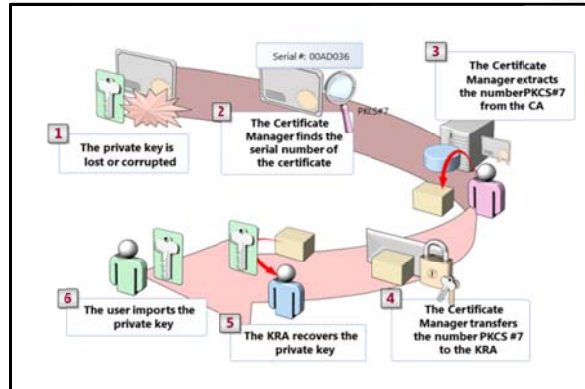 1
The private key is
lost or corrupted
2
Serial #: 00AD036
PKCS#7
The Certificate
Manager finds the
serial number of
the certificate
3
The Certificate
Manager extracts
the numberPKCS#7
from the CA
4
The Certificate
Manager transfers
the number PKCS #7
to the KRA
5
The KRA recovers the
private key
6
The user imports the
private key